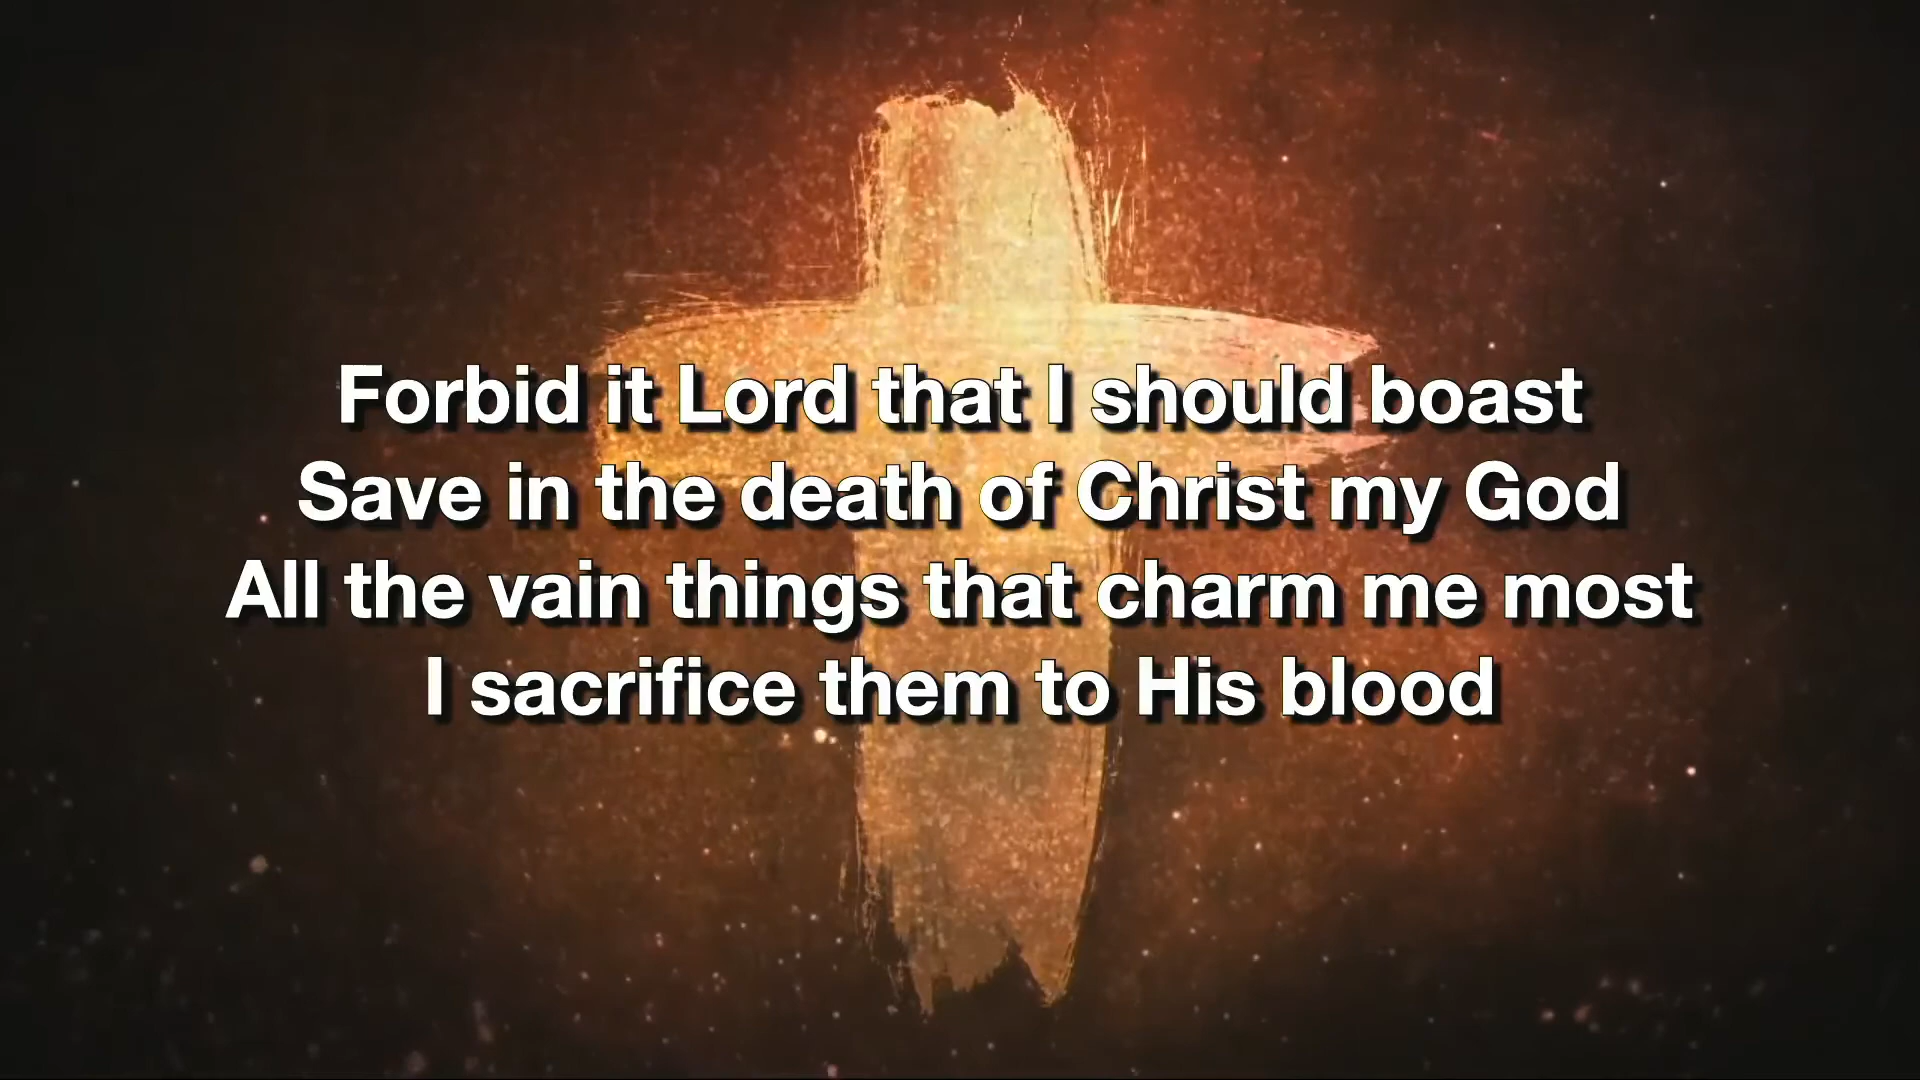 Forbid it Lord that I should boast
Save in the death of Christ my God
All the vain things that charm me most
I sacrifice them to His blood